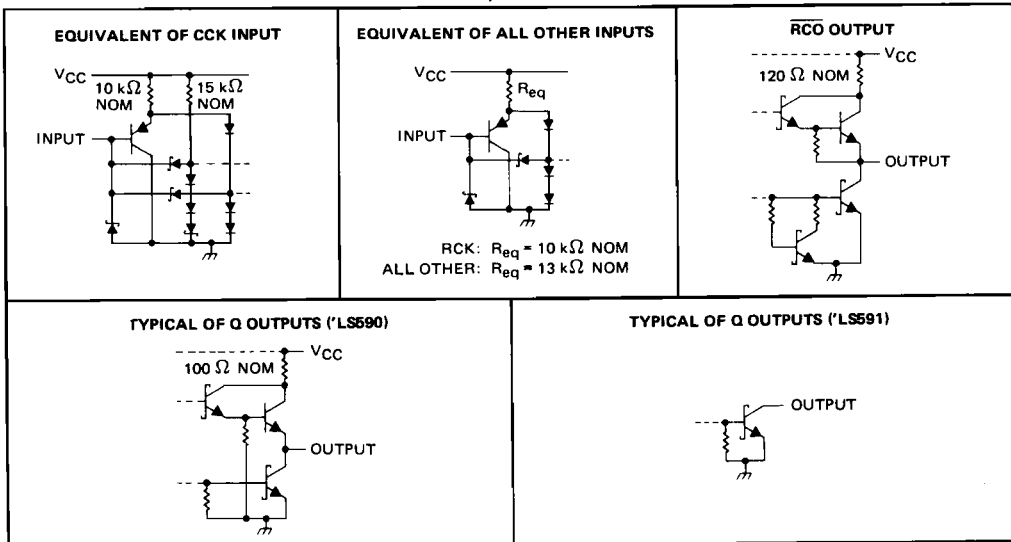 EQUIVALENT OF CCK INPUT
VCC
10 kΩ
NOM
15 kΩ
NOM
INPUT
EQUIVALENT OF ALL OTHER INPUTS
VCC
Req
INPUT
RCK: Req = 10 kΩ NOM
ALL OTHER: Req = 13 kΩ NOM
R̅C̅O̅ OUTPUT
VCC
120 Ω NOM
OUTPUT
TYPICAL OF Q OUTPUTS ('LS590)
VCC
100 Ω NOM
OUTPUT
TYPICAL OF Q OUTPUTS ('LS591)
OUTPUT